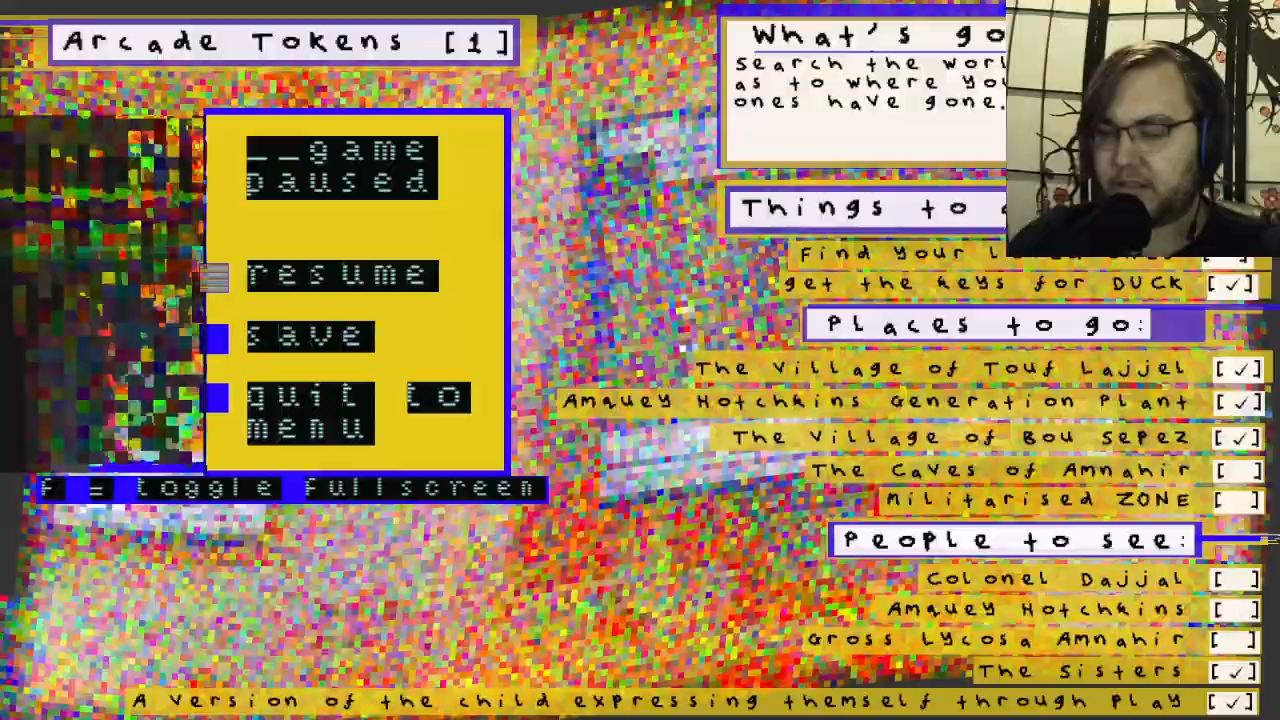 Arcade Tokens [1]
__game
paused
resume
save
quit to
menu
F = toggle fullscreen
What's go
search the worl
as to where you
ones have gone.
Things to
Find your
get the keys for DUCK [✓]
Places to go:
The Village of Touf Lajjel [✓]
Amquey Hotchkins Generation Plant [✓]
The Village of Bou Sepez [✓]
The Caves of Amnahir [ ]
Militarised ZONE [ ]
People to see:
Colonel Dajjal [ ]
Amquey Hotchkins [ ]
Gross Lycosa Amnahir [ ]
The Sisters [✓]
A version of the child expressing themself through play [✓]